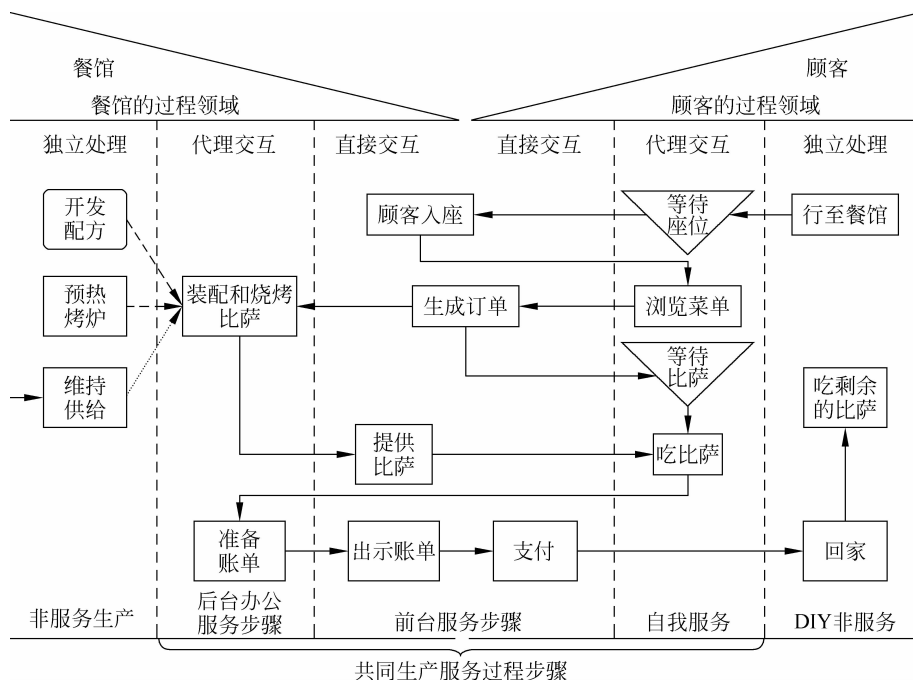 餐馆
顾客
餐馆的过程领域
顾客的过程领域
独立处理
代理交互
直接交互
直接交互
代理交互
独立处理
开发
配方
顾客入座
等待
座位
行至餐馆
预热
烤炉
装配和烧烤
比萨
生成订单
浏览菜单
等待
比萨
维持
供给
吃剩余
的比萨
提供
比萨
吃比萨
准备
账单
出示账单
支付
回家
非服务生产
后台办公
服务步骤
前台服务步骤
自我服务
DIY非服务
共同生产服务过程步骤